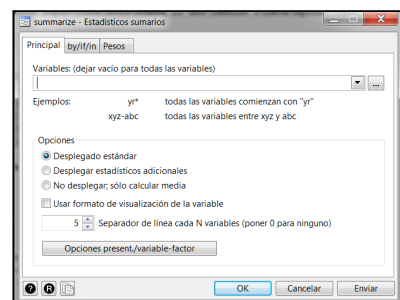 summarize - Estadísticos sumarios
Principal by/if/in Pesos
Variables: (dejar vacío para todas las variables)
...
Ejemplos: yr* todas las variables comienzan con "yr"
xyz-abc todas las variables entre xyz y abc
Opciones
Desplegado estándar
Desplegar estadísticos adicionales
No desplegar; sólo calcular media
Usar formato de visualización de la variable
5 Separador de línea cada N variables (poner 0 para ninguno)
Opciones present./variable-factor
? R OK Cancelar Enviar